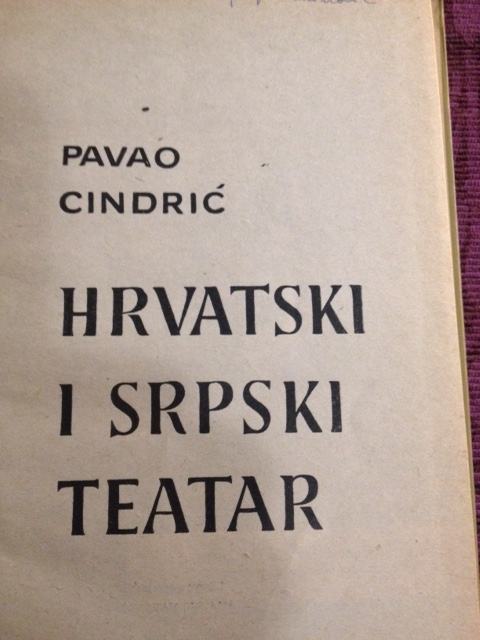 PAVAO
CINDRIĆ
HRVATSKI
I SRPSKI
TEATAR